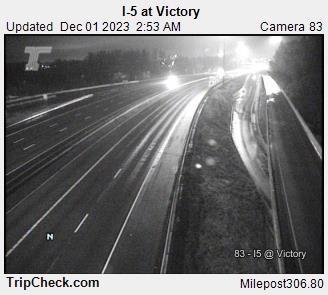 I-5 at Victory
Updated Dec 01 2023 2:53 AM Camera 83
T
N
83 - I5 @ Victory
TripCheck.com Milepost306.80